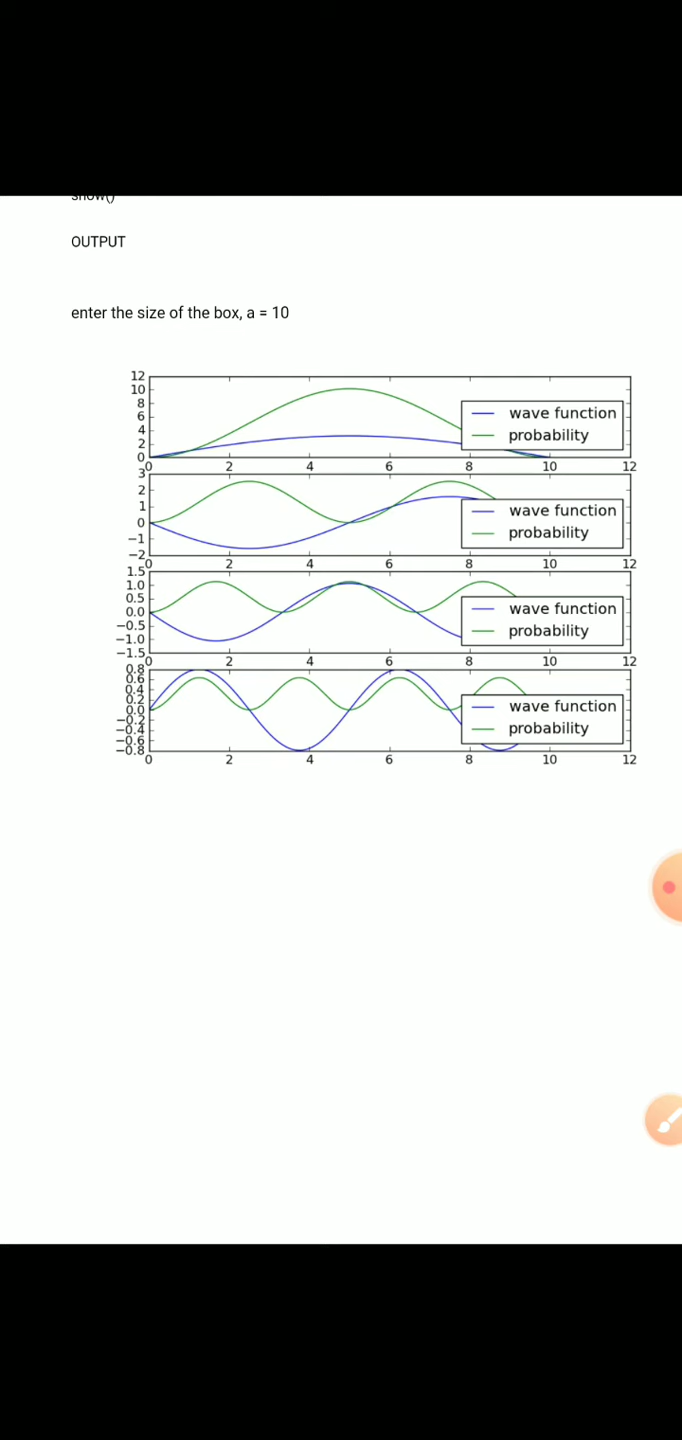 show()
OUTPUT
enter the size of the box, a = 10
12
10
8
6
4
2
0
wave function
probability
0 2 4 6 8 10 12
3
2
1
0
−1
−2
wave function
probability
0 2 4 6 8 10 12
1.5
1.0
0.5
0.0
−0.5
−1.0
−1.5
wave function
probability
0 2 4 6 8 10 12
0.8
0.6
0.4
0.2
0.0
−0.2
−0.4
−0.6
−0.8
wave function
probability
0 2 4 6 8 10 12